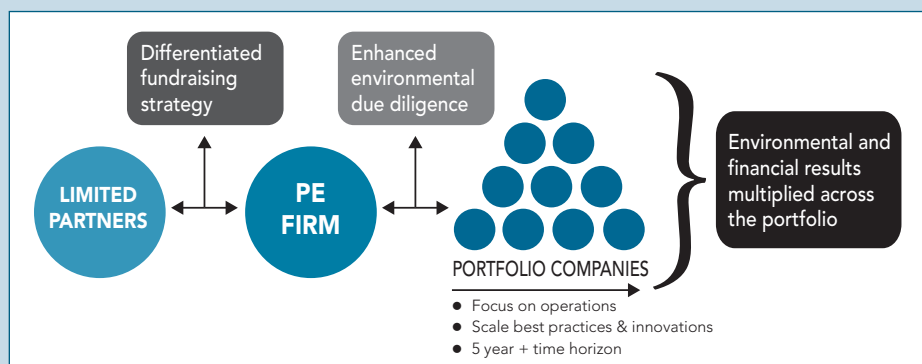 Differentiated
fundraising
strategy
Enhanced
environmental
due diligence
LIMITED
PARTNERS
PE
FIRM
Environmental and
financial results
multiplied across
the portfolio
PORTFOLIO COMPANIES
● Focus on operations
● Scale best practices & innovations
● 5 year + time horizon